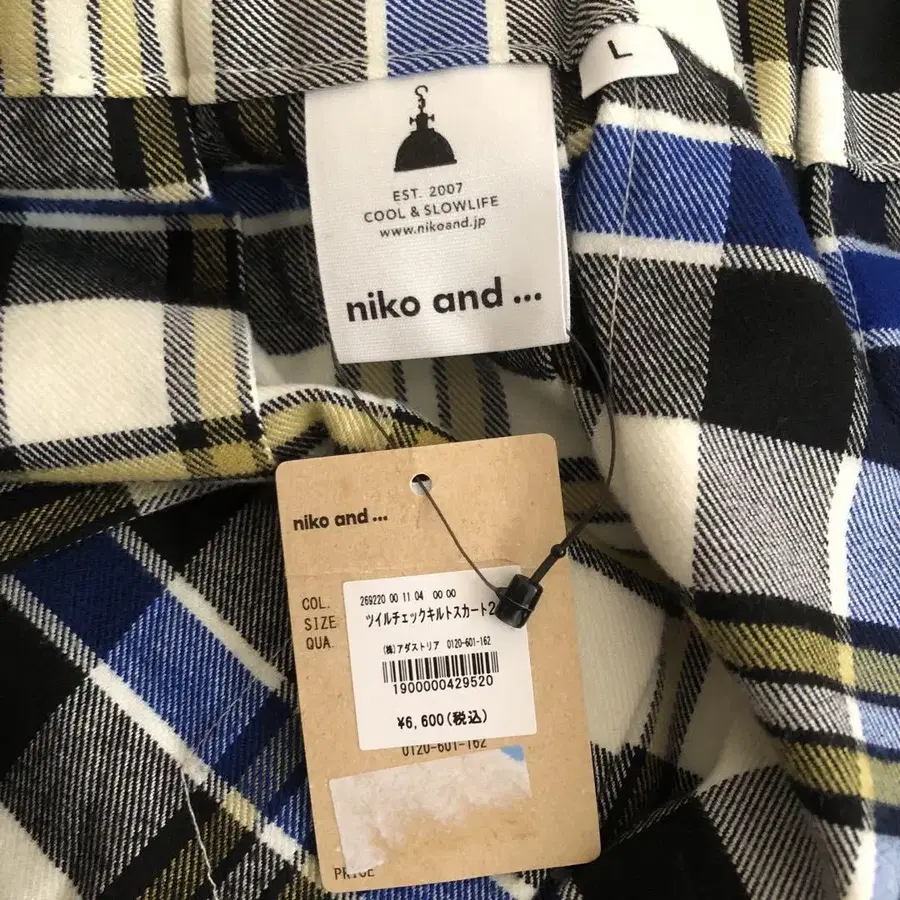 L
EST. 2007
COOL & SLOWLIFE
www.nikoand.jp
niko and ...
niko and ...
COL.
SIZE
QUA.
269220 00 11 04 00 00
ツイルチェックキルトスカート2
(株)アダストリア 0120-601-162
1900000429520
¥6,600(税込)
0120-601-162
PRICE